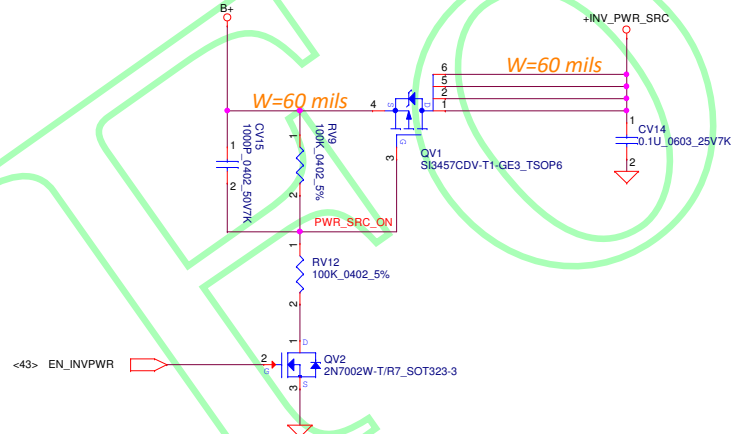 B+
+INV_PWR_SRC
W=60 mils
W=60 mils
4
S
D
G
6
5
2
1
3
QV1
SI3457CDV-T1-GE3_TSOP6
1
2
CV15
1000P_0402_50V7K
1
2
RV9
100K_0402_5%
1
2
CV14
0.1U_0603_25V7K
PWR_SRC_ON
1
2
RV12
100K_0402_5%
<43> EN_INVPWR
2
G
1
D
3
S
QV2
2N7002W-T/R7_SOT323-3